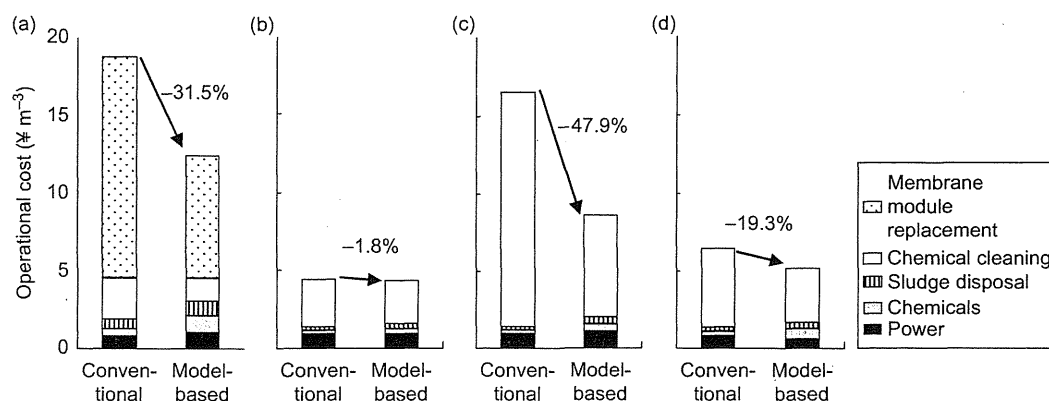 (a)
(b)
(c)
(d)
Operational cost (¥ m−3)
20
15
10
5
0
−31.5%
−1.8%
−47.9%
−19.3%
Conven-
tional
Model-
based
Conven-
tional
Model-
based
Conven-
tional
Model-
based
Conven-
tional
Model-
based
Membrane
module
replacement
Chemical cleaning
Sludge disposal
Chemicals
Power